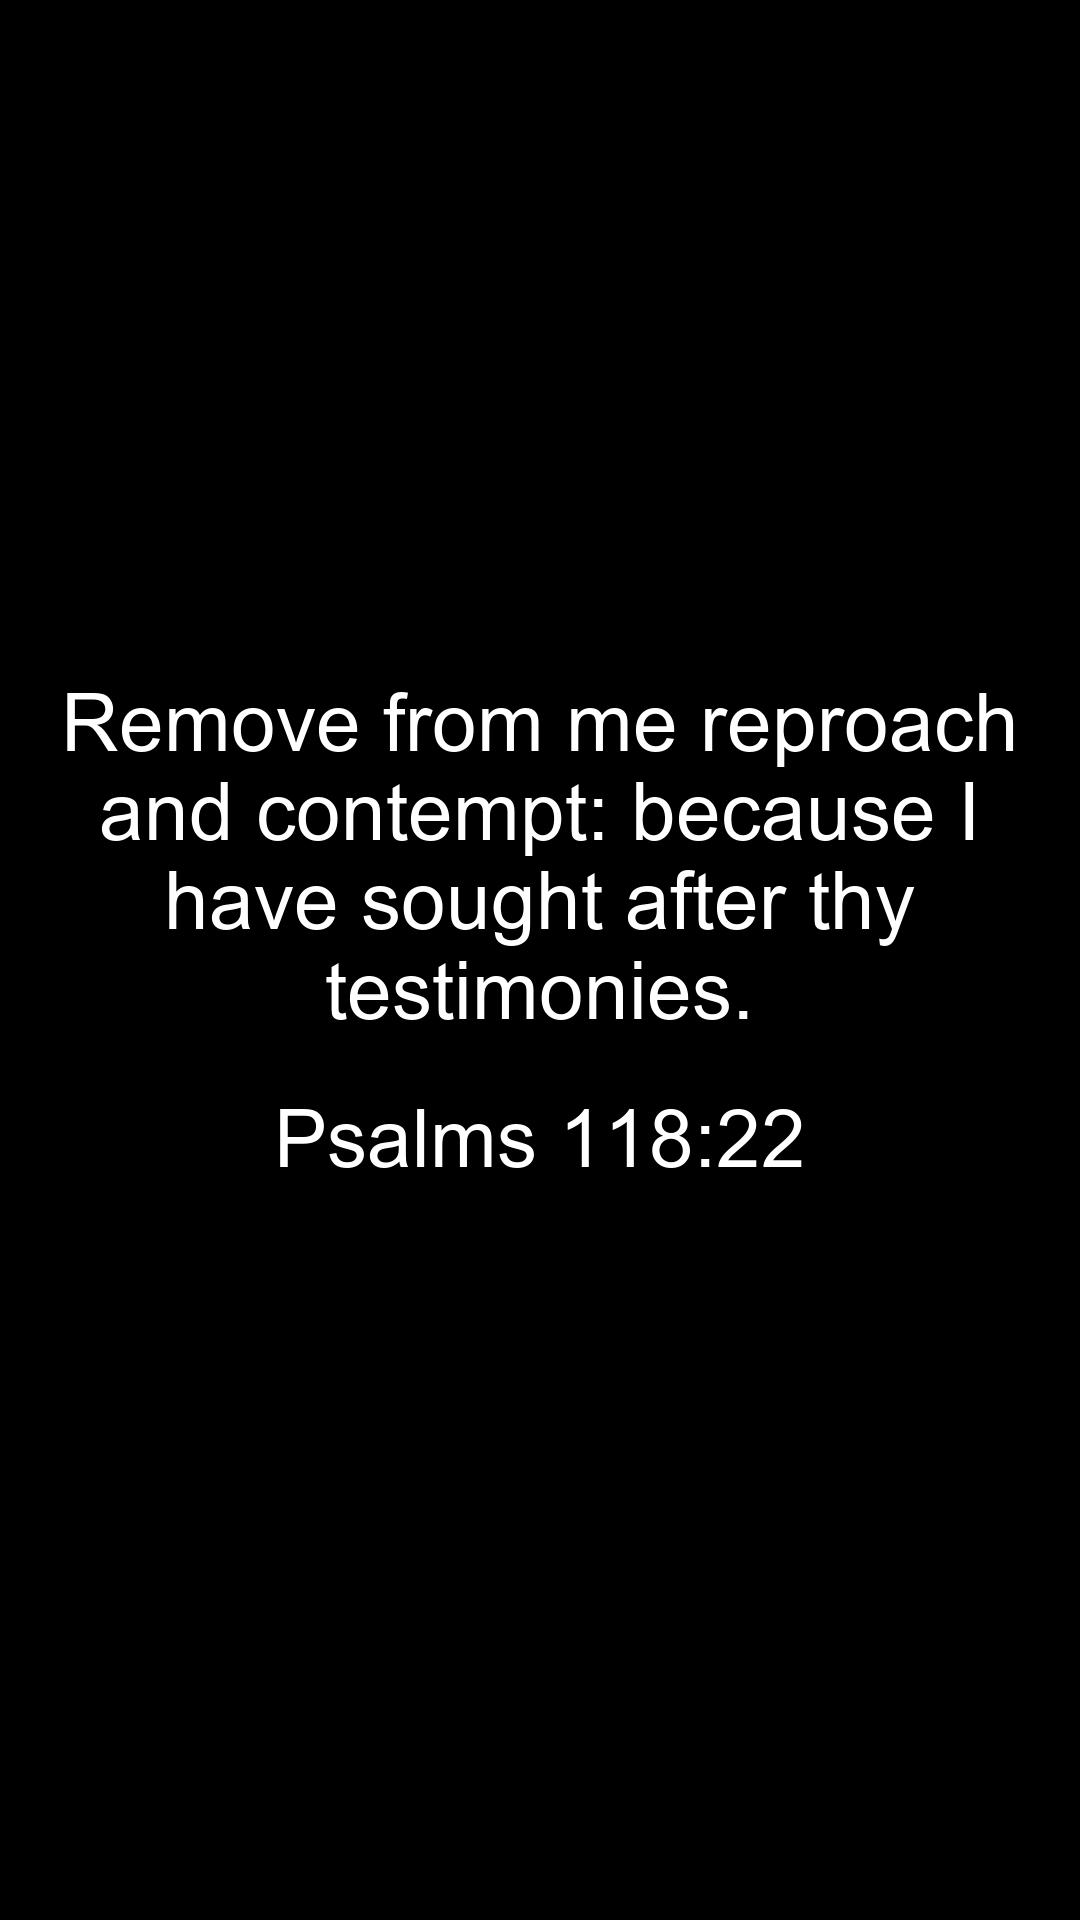 Remove from me reproach
and contempt: because I
have sought after thy
testimonies.
Psalms 118:22